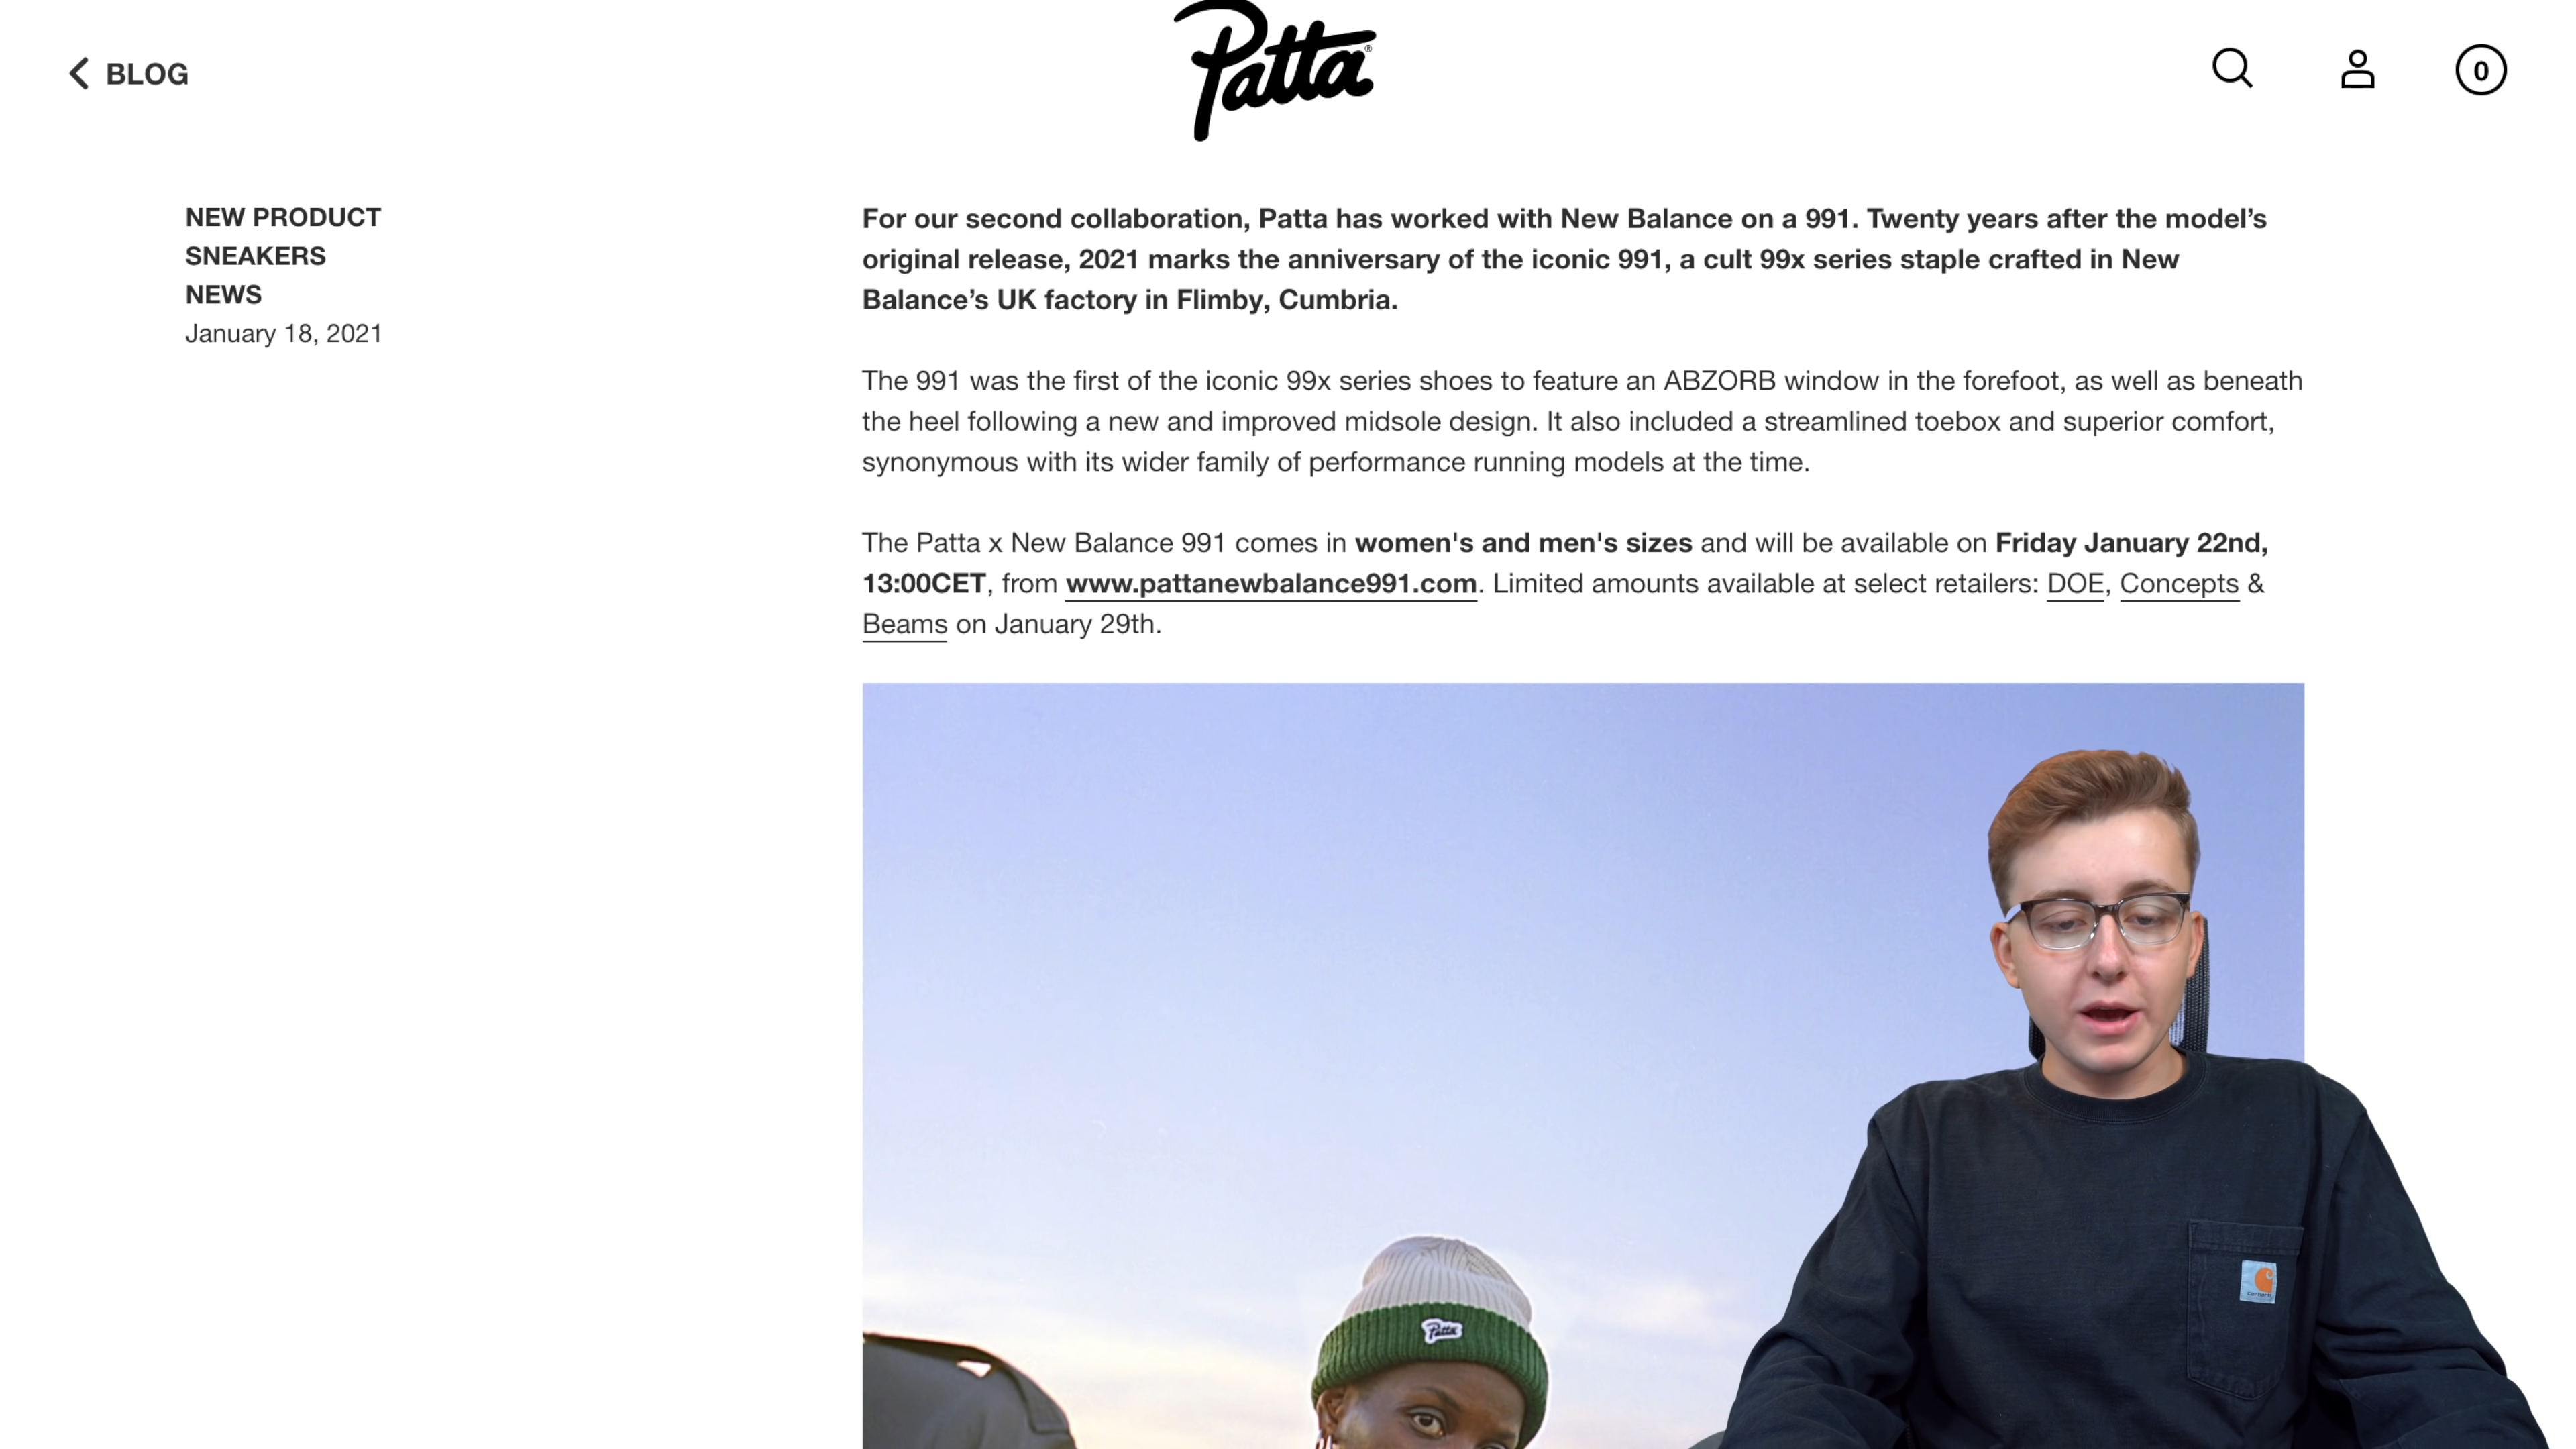 BLOG
Patta®
0
NEW PRODUCT
SNEAKERS
NEWS
January 18, 2021
For our second collaboration, Patta has worked with New Balance on a 991. Twenty years after the model’s
original release, 2021 marks the anniversary of the iconic 991, a cult 99x series staple crafted in New
Balance’s UK factory in Flimby, Cumbria.
The 991 was the first of the iconic 99x series shoes to feature an ABZORB window in the forefoot, as well as beneath
the heel following a new and improved midsole design. It also included a streamlined toebox and superior comfort,
synonymous with its wider family of performance running models at the time.
The Patta x New Balance 991 comes in women's and men's sizes and will be available on Friday January 22nd,
13:00CET, from www.pattanewbalance991.com. Limited amounts available at select retailers: DOE, Concepts &
Beams on January 29th.
Patta
carhartt